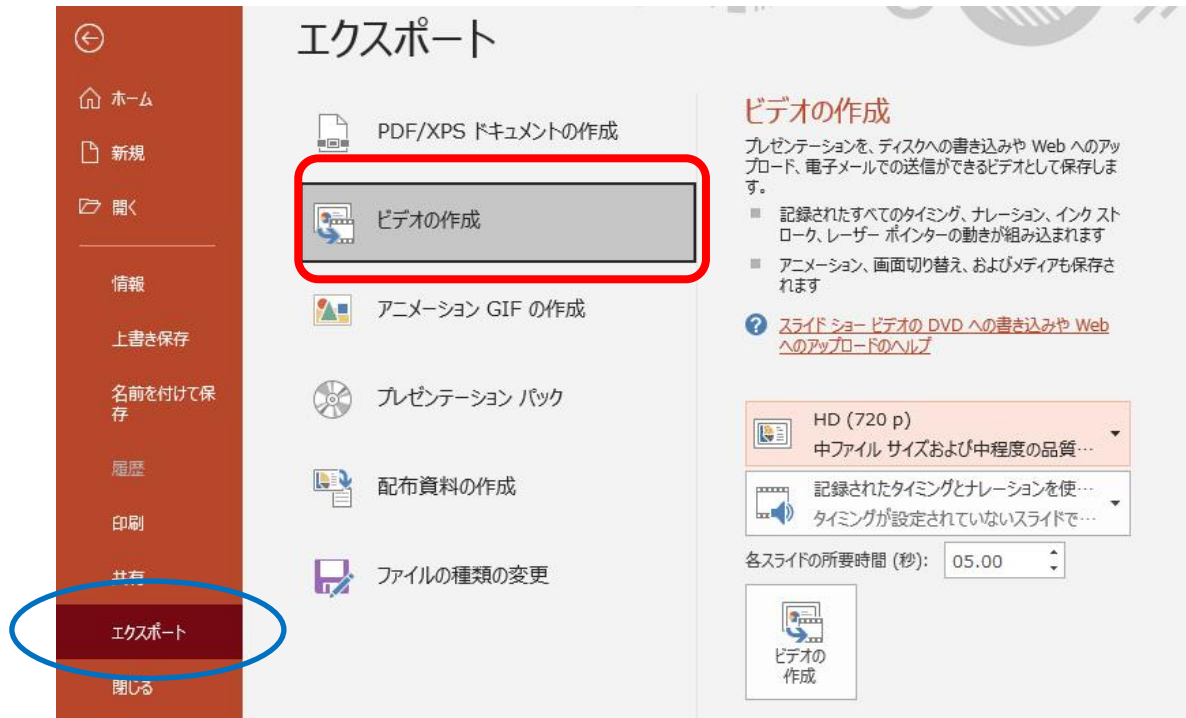 エクスポート
ホーム
新規
開く
情報
上書き保存
名前を付けて保
存
履歴
印刷
共有
エクスポート
閉じる
PDF/XPS ドキュメントの作成
ビデオの作成
アニメーション GIF の作成
プレゼンテーション パック
配布資料の作成
ファイルの種類の変更
ビデオの作成
プレゼンテーションを、ディスクへの書き込みや Web へのアッ
プロード、電子メールでの送信ができるビデオとして保存しま
す。
記録されたすべてのタイミング、ナレーション、インク スト
ローク、レーザー ポインターの動きが組み込まれます
アニメーション、画面切り替え、およびメディアも保存さ
れます
スライド ショー ビデオの DVD への書き込みや Web
へのアップロードのヘルプ
HD (720 p)
中ファイル サイズおよび中程度の品質…
記録されたタイミングとナレーションを使…
タイミングが設定されていないスライドで…
各スライドの所要時間 (秒): 05.00
ビデオの
作成